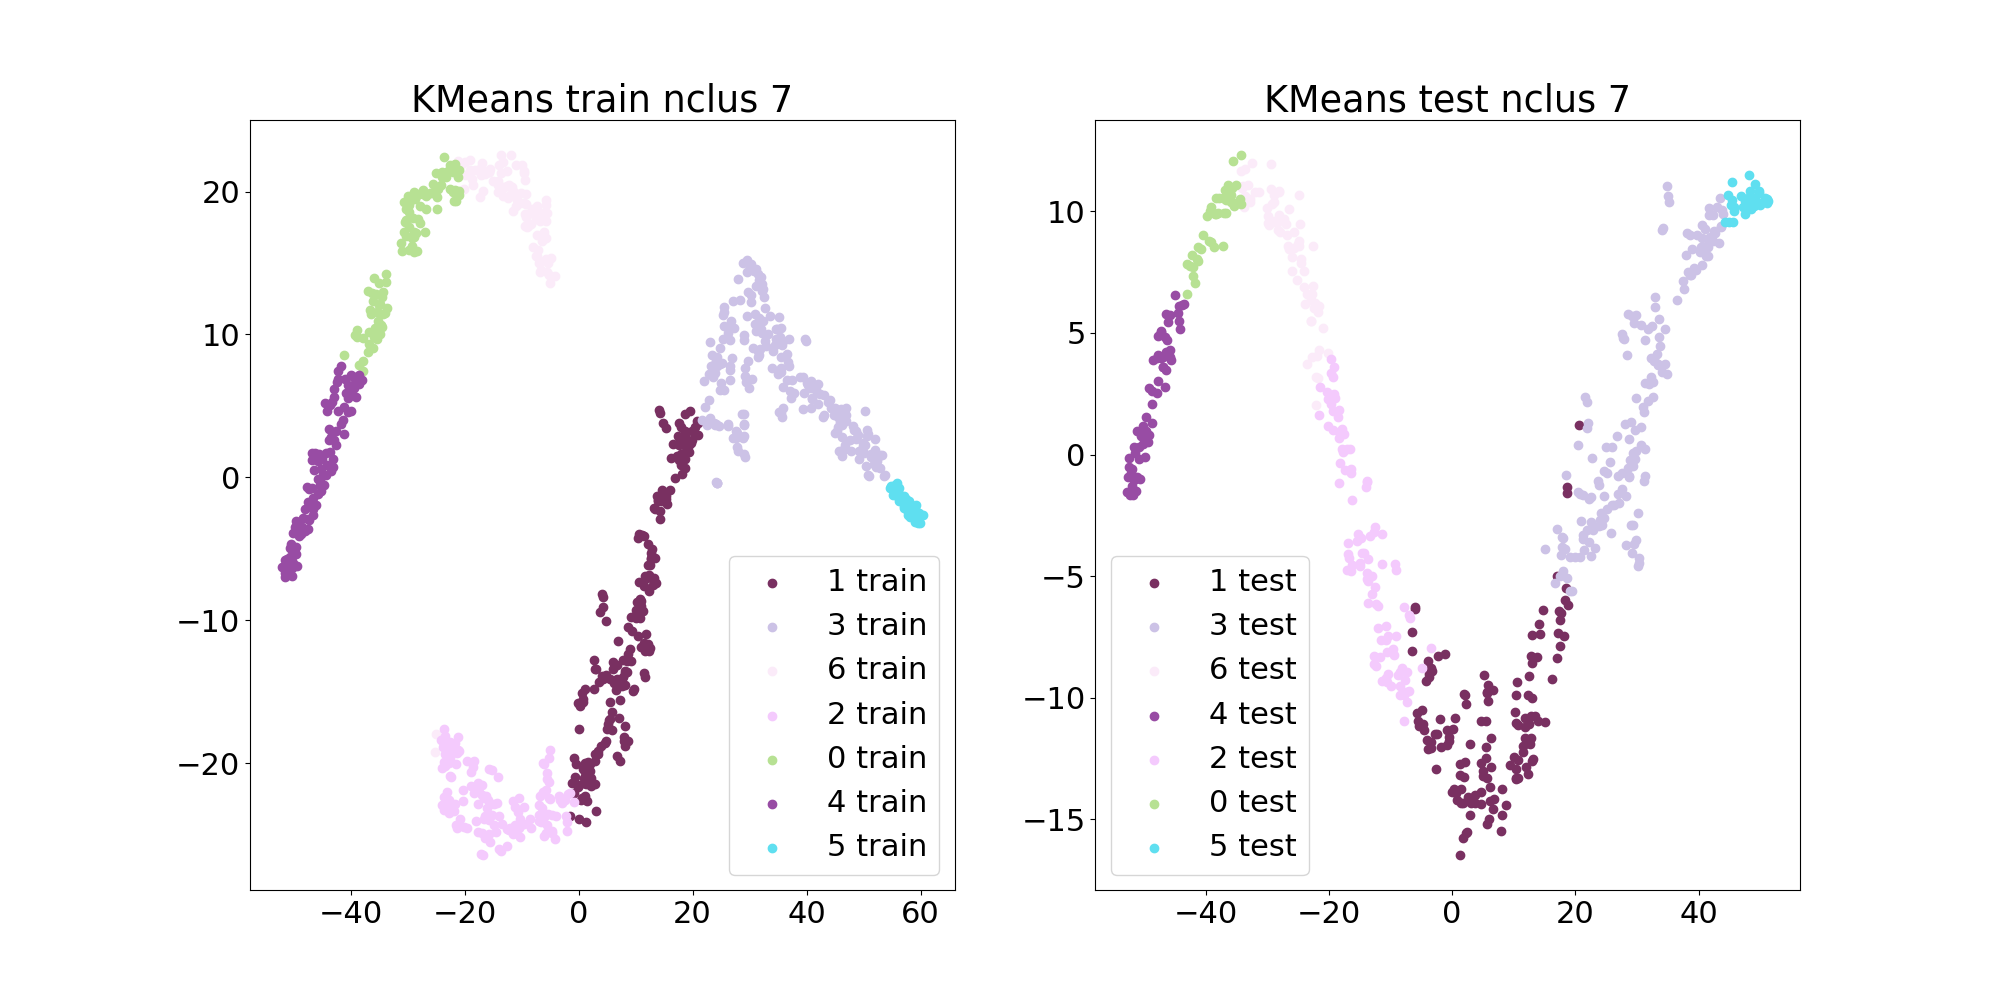 KMeans train nclus 7
20
10
0
−10
−20
−40
−20
0
20
40
60
1 train
3 train
6 train
2 train
0 train
4 train
5 train
KMeans test nclus 7
10
5
0
−5
−10
−15
−40
−20
0
20
40
1 test
3 test
6 test
4 test
2 test
0 test
5 test